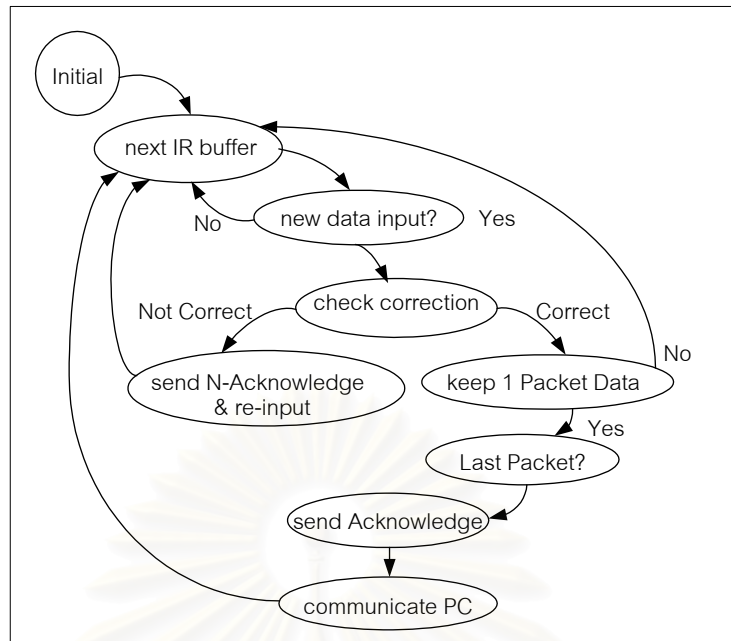 Initial
next IR buffer
new data input?
No
Yes
check correction
Not Correct
Correct
No
send N-Acknowledge
& re-input
keep 1 Packet Data
Yes
Last Packet?
send Acknowledge
communicate PC